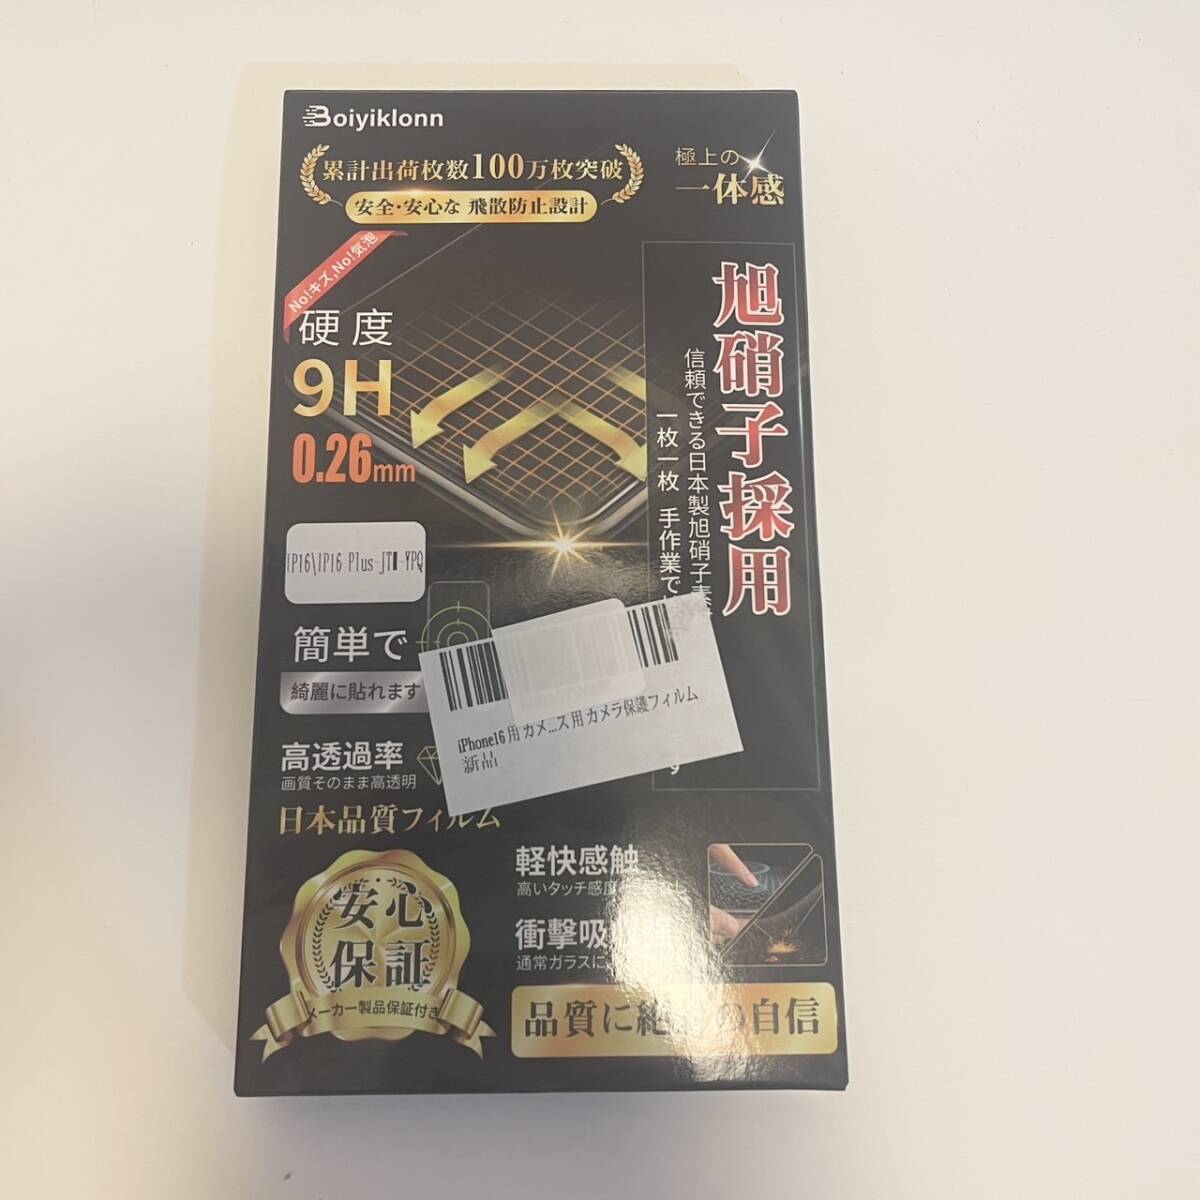 Boiyiklonn
累計出荷枚数100万枚突破
安全・安心な 飛散防止設計
極上の
一体感
No!キズ,No!気泡
硬度
9H
0.26mm
旭硝子採用
信頼できる日本製旭硝子素
一枚一枚 手作業で
す
IP16\IP16 Plus-JT -YPQ
簡単で
綺麗に貼れます
iPhone16 用 カメ...ス 用 カメラ保護フィルム
新品
高透過率
画質そのまま高透明
日本品質フィルム
安心
保証
メーカー製品保証付き
軽快感触
高いタッチ感度
衝撃吸
通常ガラスに
品質に絶 の自信